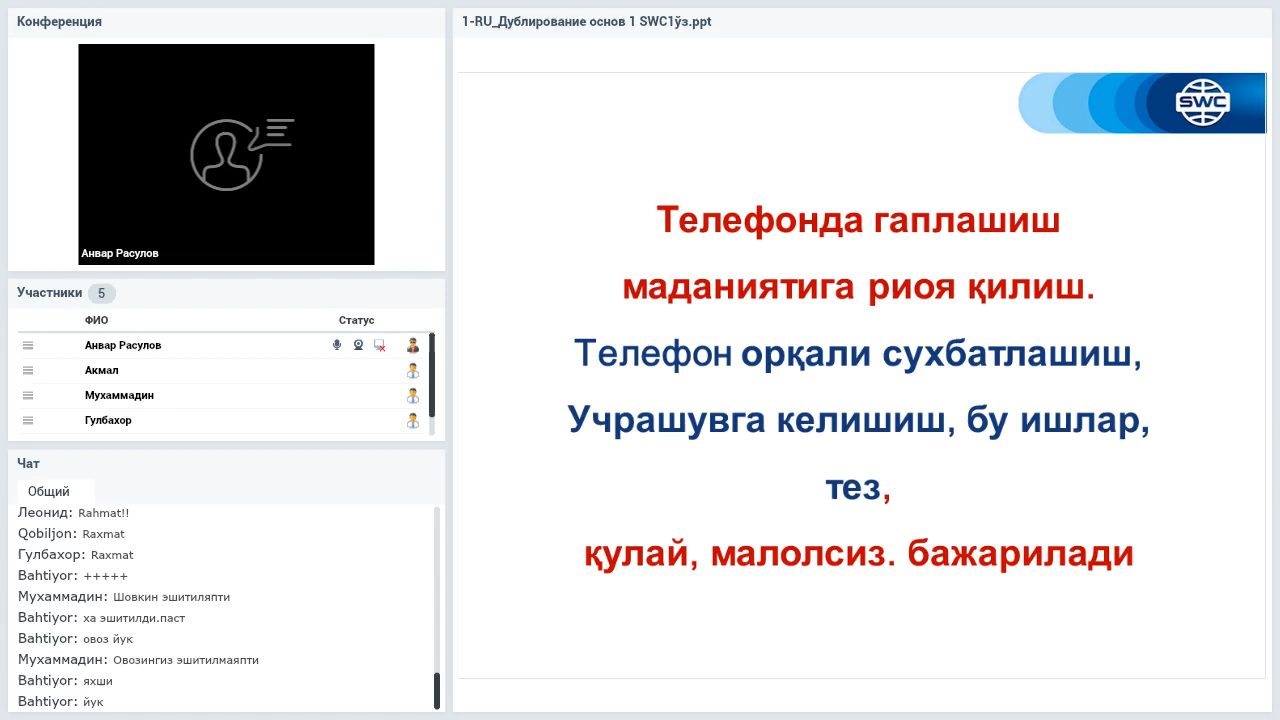 Конференция
Анвар Расулов
Участники 5
ФИО Статус
Анвар Расулов
Акмал
Мухаммадин
Гулбахор
Чат
Общий
Леонид: Rahmat!!
Qobiljon: Raxmat
Гулбахор: Raxmat
Bahtiyor: +++++
Мухаммадин: Шовкин эшитиляпти
Bahtiyor: ха эшитилди.паст
Bahtiyor: овоз йук
Мухаммадин: Овозингиз эшитилмаяпти
Bahtiyor: яхши
Bahtiyor: йук
1-RU_Дублирование основ 1 SWC1ўз.ppt
SWC
Телефонда гаплашиш
маданиятига риоя қилиш.
Телефон орқали сухбатлашиш,
Учрашувга келишиш, бу ишлар,
тез,
қулай, малолсиз. бажарилади